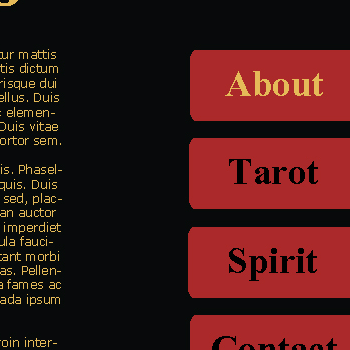 tur mattis
tis dictum
risque dui
ellus. Duis
elemen-
Duis vitae
ortor sem.
is. Phasel-
quis. Duis
sed, plac-
an auctor
imperdiet
ula fauci-
tant morbi
as. Pellen-
fames ac
ada ipsum
roin inter-
About
Tarot
Spirit
Contact